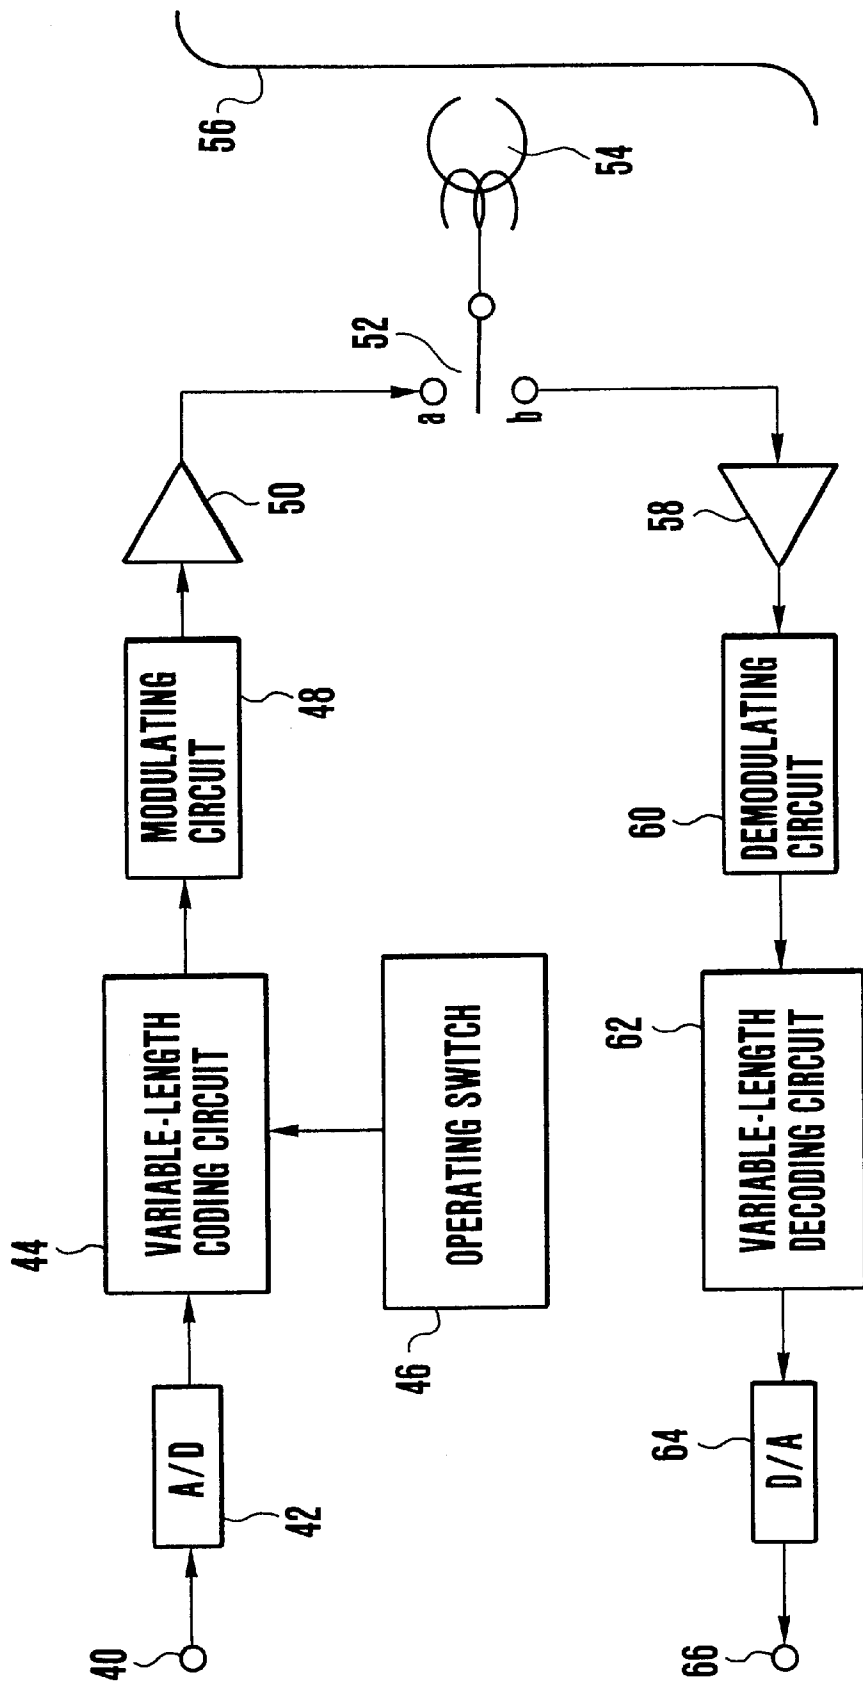 40
A/D
42
44
VARIABLE-LENGTH
CODING CIRCUIT
46
OPERATING SWITCH
MODULATING
CIRCUIT
48
50
52
a
b
54
56
58
DEMODULATING
CIRCUIT
60
VARIABLE-LENGTH
DECODING CIRCUIT
62
D/A
64
66